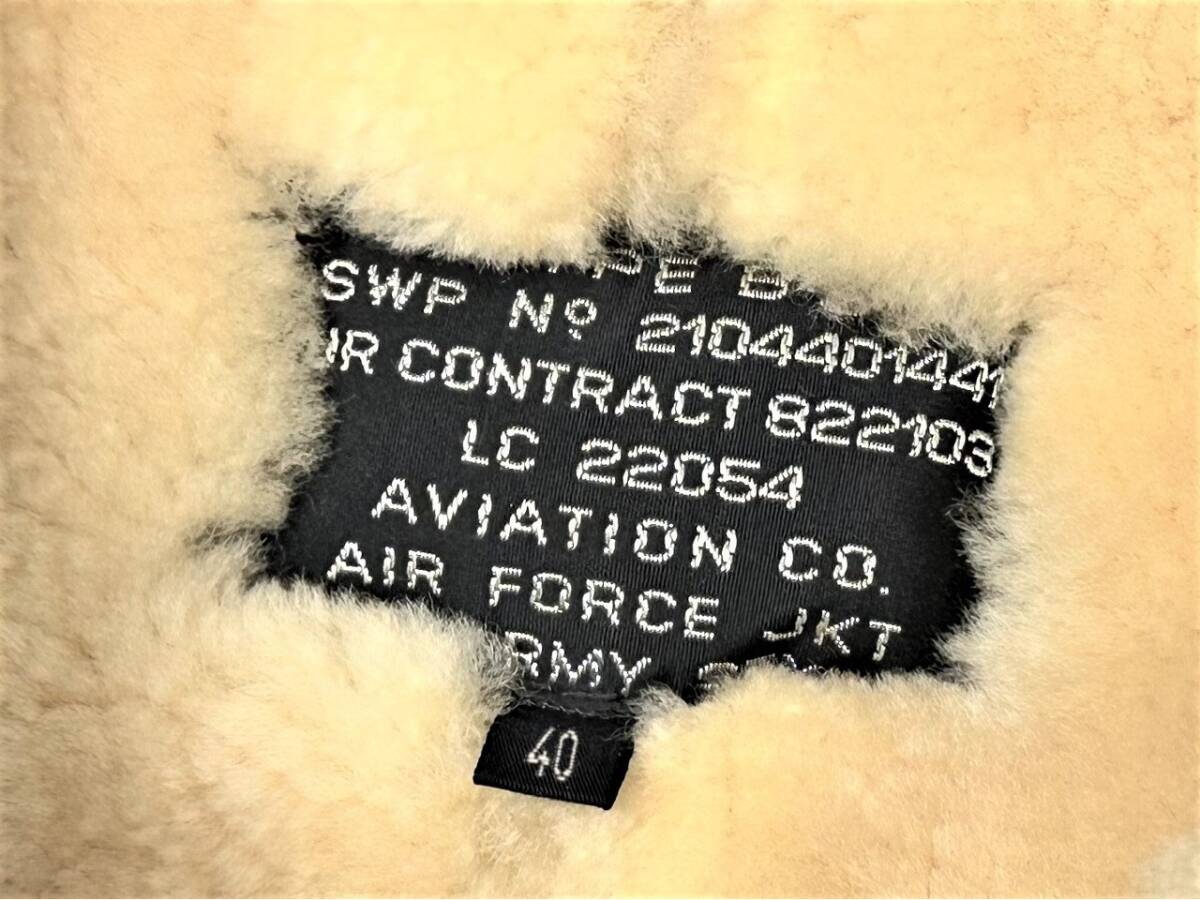 SWP Nº 2104401441
CONTRACT 822103
LC 22054
AVIATION CO.
AIR FORCE JKT
40